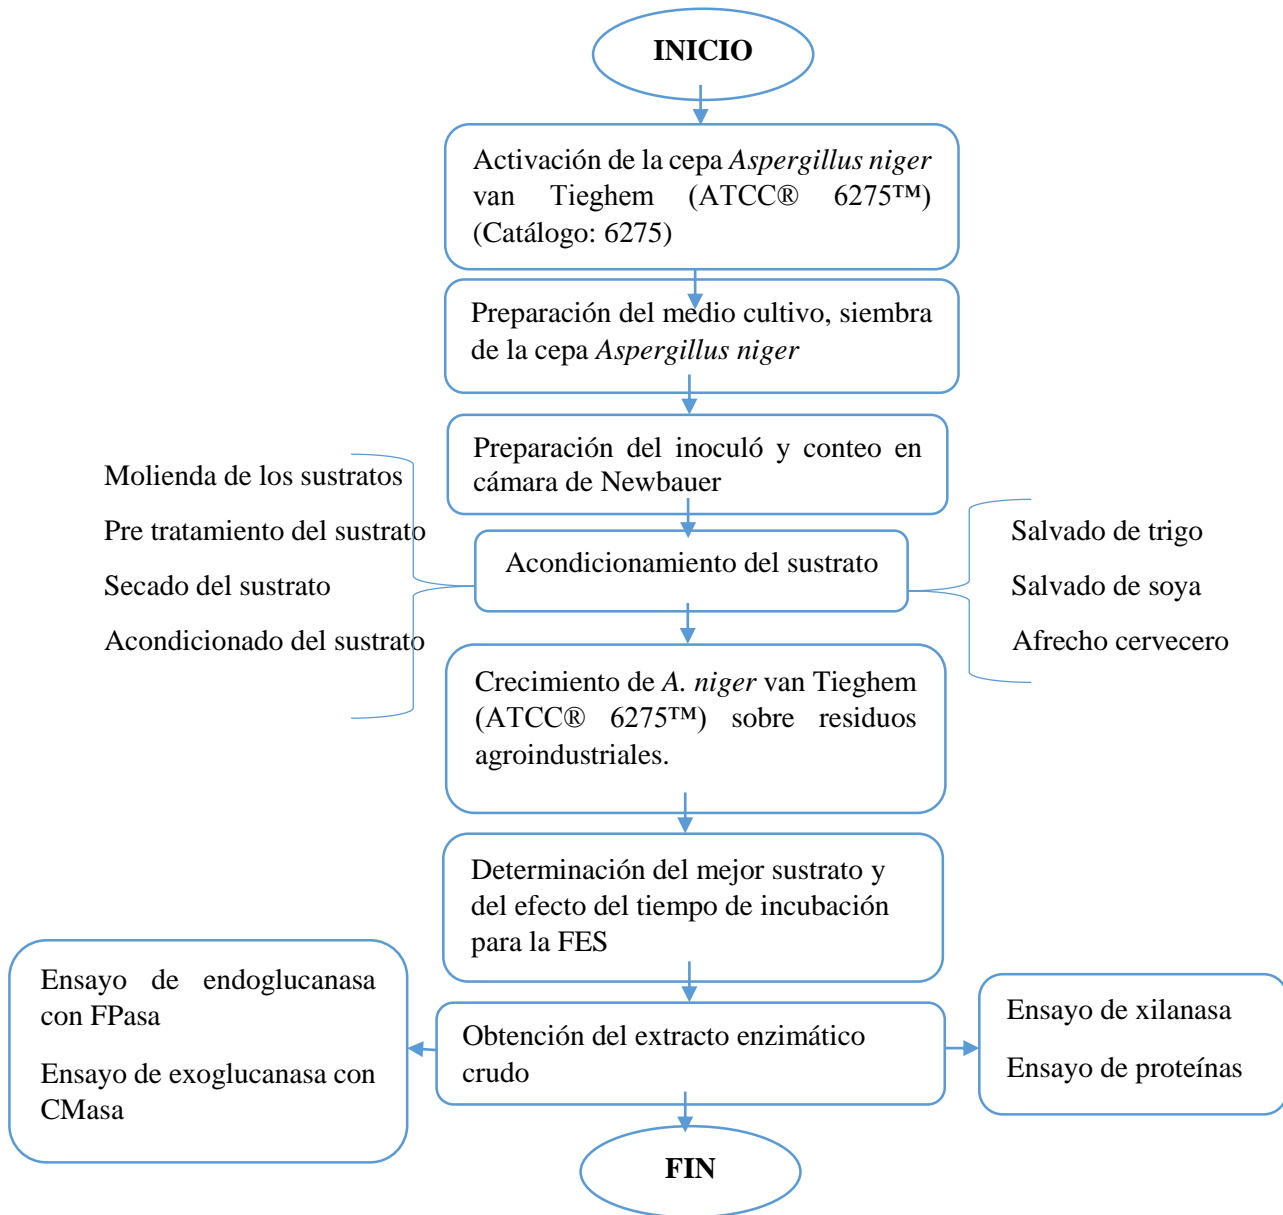 INICIO
Activación de la cepa Aspergillus niger
van Tieghem (ATCC® 6275™)
(Catálogo: 6275)
Preparación del medio cultivo, siembra
de la cepa Aspergillus niger
Preparación del inoculó y conteo en
cámara de Newbauer
Molienda de los sustratos
Pre tratamiento del sustrato
Secado del sustrato
Acondicionado del sustrato
Acondicionamiento del sustrato
Salvado de trigo
Salvado de soya
Afrecho cervecero
Crecimiento de A. niger van Tieghem
(ATCC® 6275™) sobre residuos
agroindustriales.
Determinación del mejor sustrato y
del efecto del tiempo de incubación
para la FES
Ensayo de endoglucanasa
con FPasa
Ensayo de exoglucanasa con
CMasa
Obtención del extracto enzimático
crudo
Ensayo de xilanasa
Ensayo de proteínas
FIN